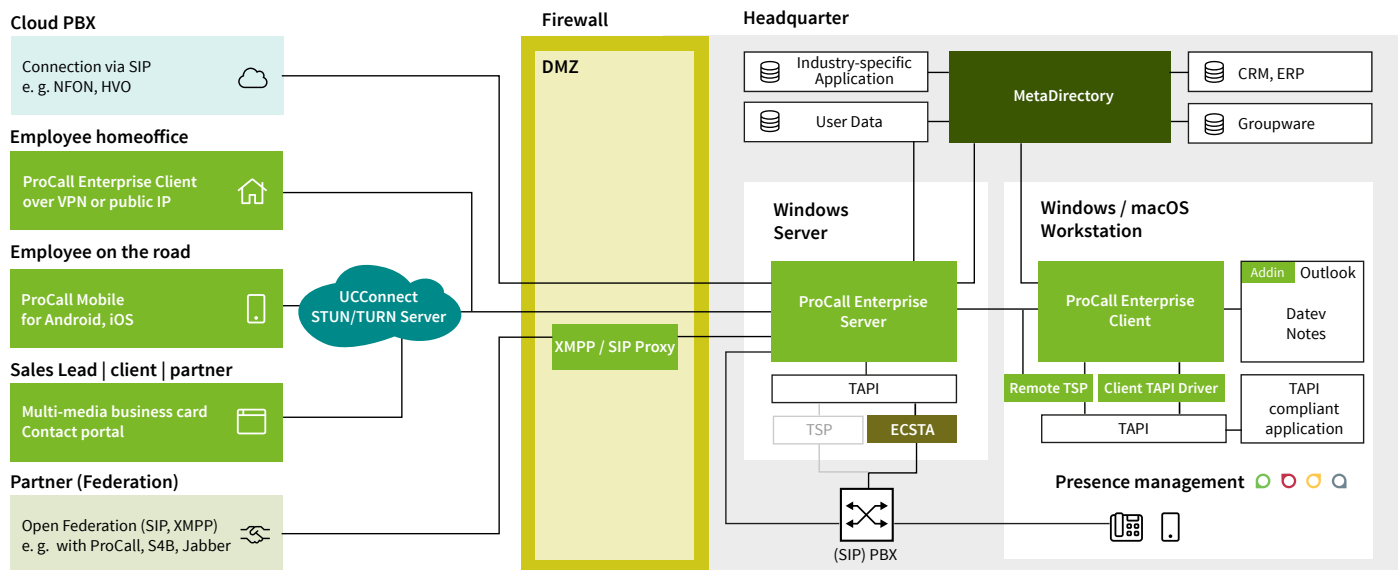 Cloud PBX
Connection via SIP
e. g. NFON, HVO
Employee homeoffice
ProCall Enterprise Client
over VPN or public IP
Employee on the road
ProCall Mobile
for Android, iOS
UCConnect
STUN/TURN Server
Sales Lead | client | partner
Multi-media business card
Contact portal
Partner (Federation)
Open Federation (SIP, XMPP)
e. g.  with ProCall, S4B, Jabber
Firewall
DMZ
XMPP / SIP Proxy
Headquarter
Industry-specific
Application
User Data
MetaDirectory
CRM, ERP
Groupware
Windows
Server
ProCall Enterprise
Server
TAPI
TSP
ECSTA
(SIP) PBX
Windows / macOS
Workstation
ProCall Enterprise
Client
Addin Outlook
Datev
Notes
Remote TSP
Client TAPI Driver
TAPI
TAPI
compliant
application
Presence management